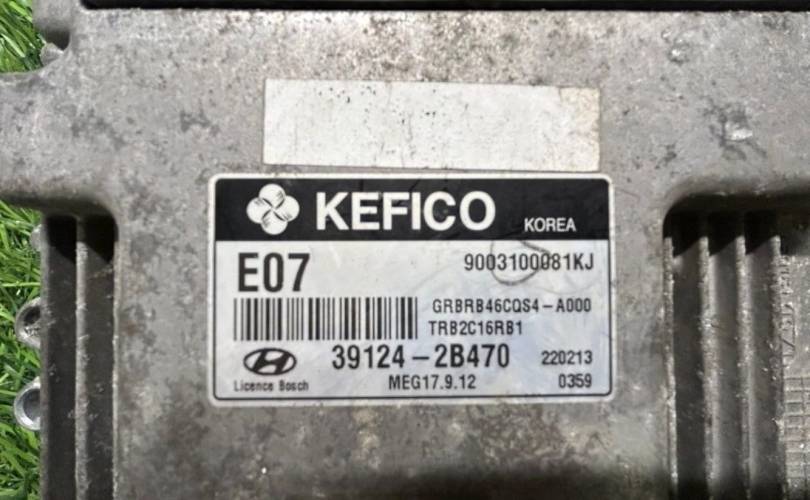 KEFICO KOREA
E07 9003100081KJ
GRBRB46CQS4-A000
TRB2C16RB1
39124-2B470 220213
Licence Bosch MEG17.9.12 0359